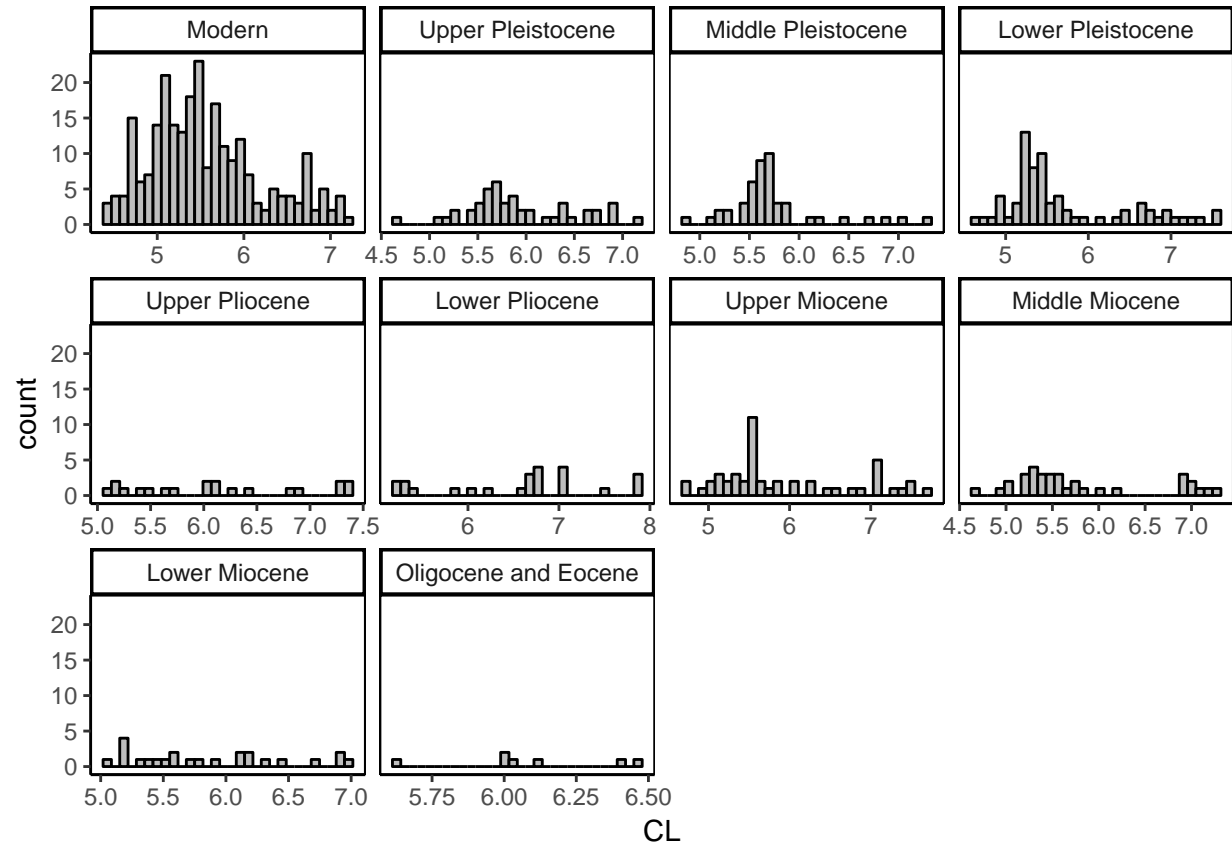 Modern Upper Pleistocene Middle Pleistocene Lower Pleistocene
20
15
10
5
0
5 6 7 4.5 5.0 5.5 6.0 6.5 7.0 5.0 5.5 6.0 6.5 7.0 5 6 7
Upper Pliocene Lower Pliocene Upper Miocene Middle Miocene
20
15
10
5
0
5.0 5.5 6.0 6.5 7.0 7.5 6 7 8 5 6 7 4.5 5.0 5.5 6.0 6.5 7.0
count
Lower Miocene Oligocene and Eocene
20
15
10
5
0
5.0 5.5 6.0 6.5 7.0 5.75 6.00 6.25 6.50
CL